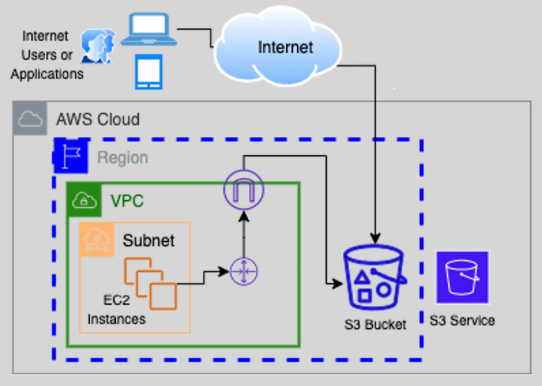 Internet
Users or
Applications
Internet
AWS Cloud
Region
VPC
Subnet
EC2
Instances
S3 Bucket
S3 Service